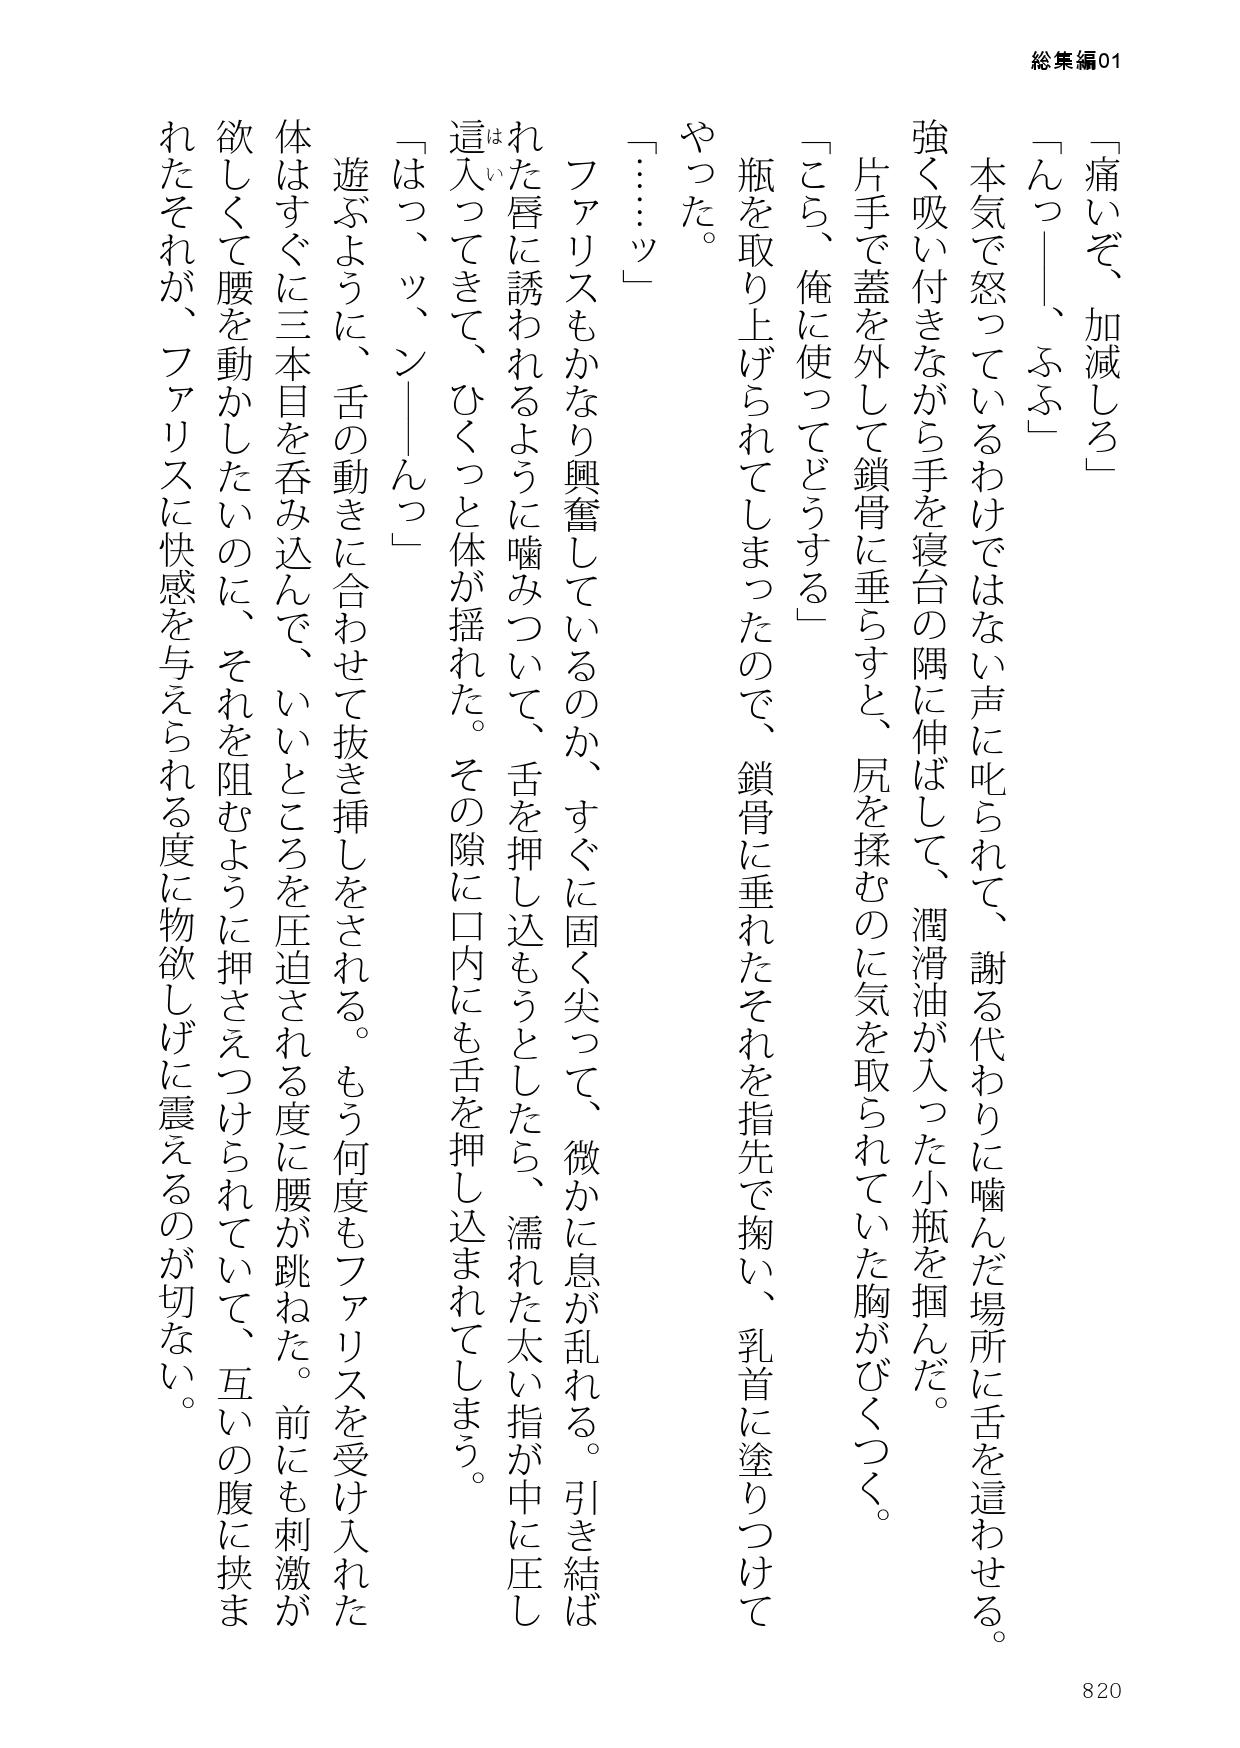 総集編01
「痛いぞ、加減しろ」
「んっ――、ふふ」
　本気で怒っているわけではない声に叱られて、謝る代わりに噛んだ場所に舌を這わせる。
強く吸い付きながら手を寝台の隅に伸ばして、潤滑油が入った小瓶を掴んだ。
　片手で蓋を外して鎖骨に垂らすと、尻を揉むのに気を取られていた胸がびくつく。
「こら、俺に使ってどうする」
　瓶を取り上げられてしまったので、鎖骨に垂れたそれを指先で掬い、乳首に塗りつけて
やった。
「……ッ」
　ファリスもかなり興奮しているのか、すぐに固く尖って、微かに息が乱れる。引き結ば
れた唇に誘われるように噛みついて、舌を押し込もうとしたら、濡れた太い指が中に圧し
這入ってきて、ひくっと体が揺れた。その隙に口内にも舌を押し込まれてしまう。
「はっ、ッ、ン――んっ」
　遊ぶように、舌の動きに合わせて抜き挿しをされる。もう何度もファリスを受け入れた
体はすぐに三本目を呑み込んで、いいところを圧迫される度に腰が跳ねた。前にも刺激が
欲しくて腰を動かしたいのに、それを阻むように押さえつけられていて、互いの腹に挟ま
れたそれが、ファリスに快感を与えられる度に物欲しげに震えるのが切ない。
820